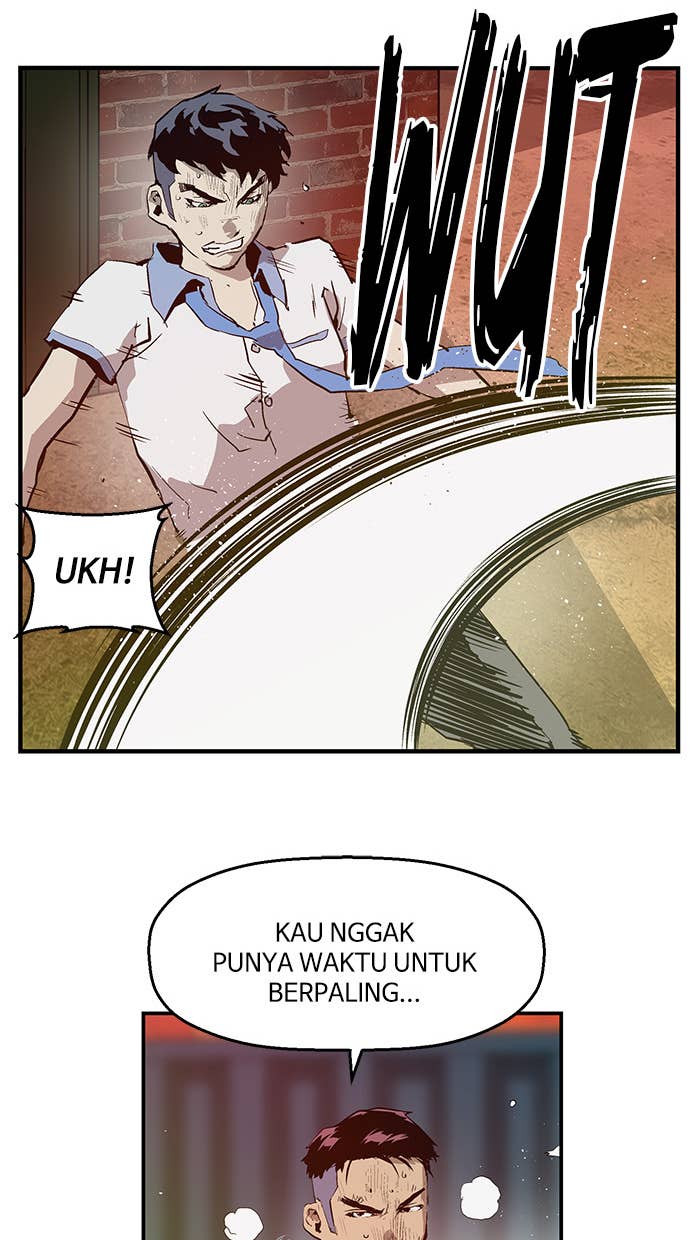 WUT
UKH!
KAU NGGAK
PUNYA WAKTU UNTUK
BERPALING...